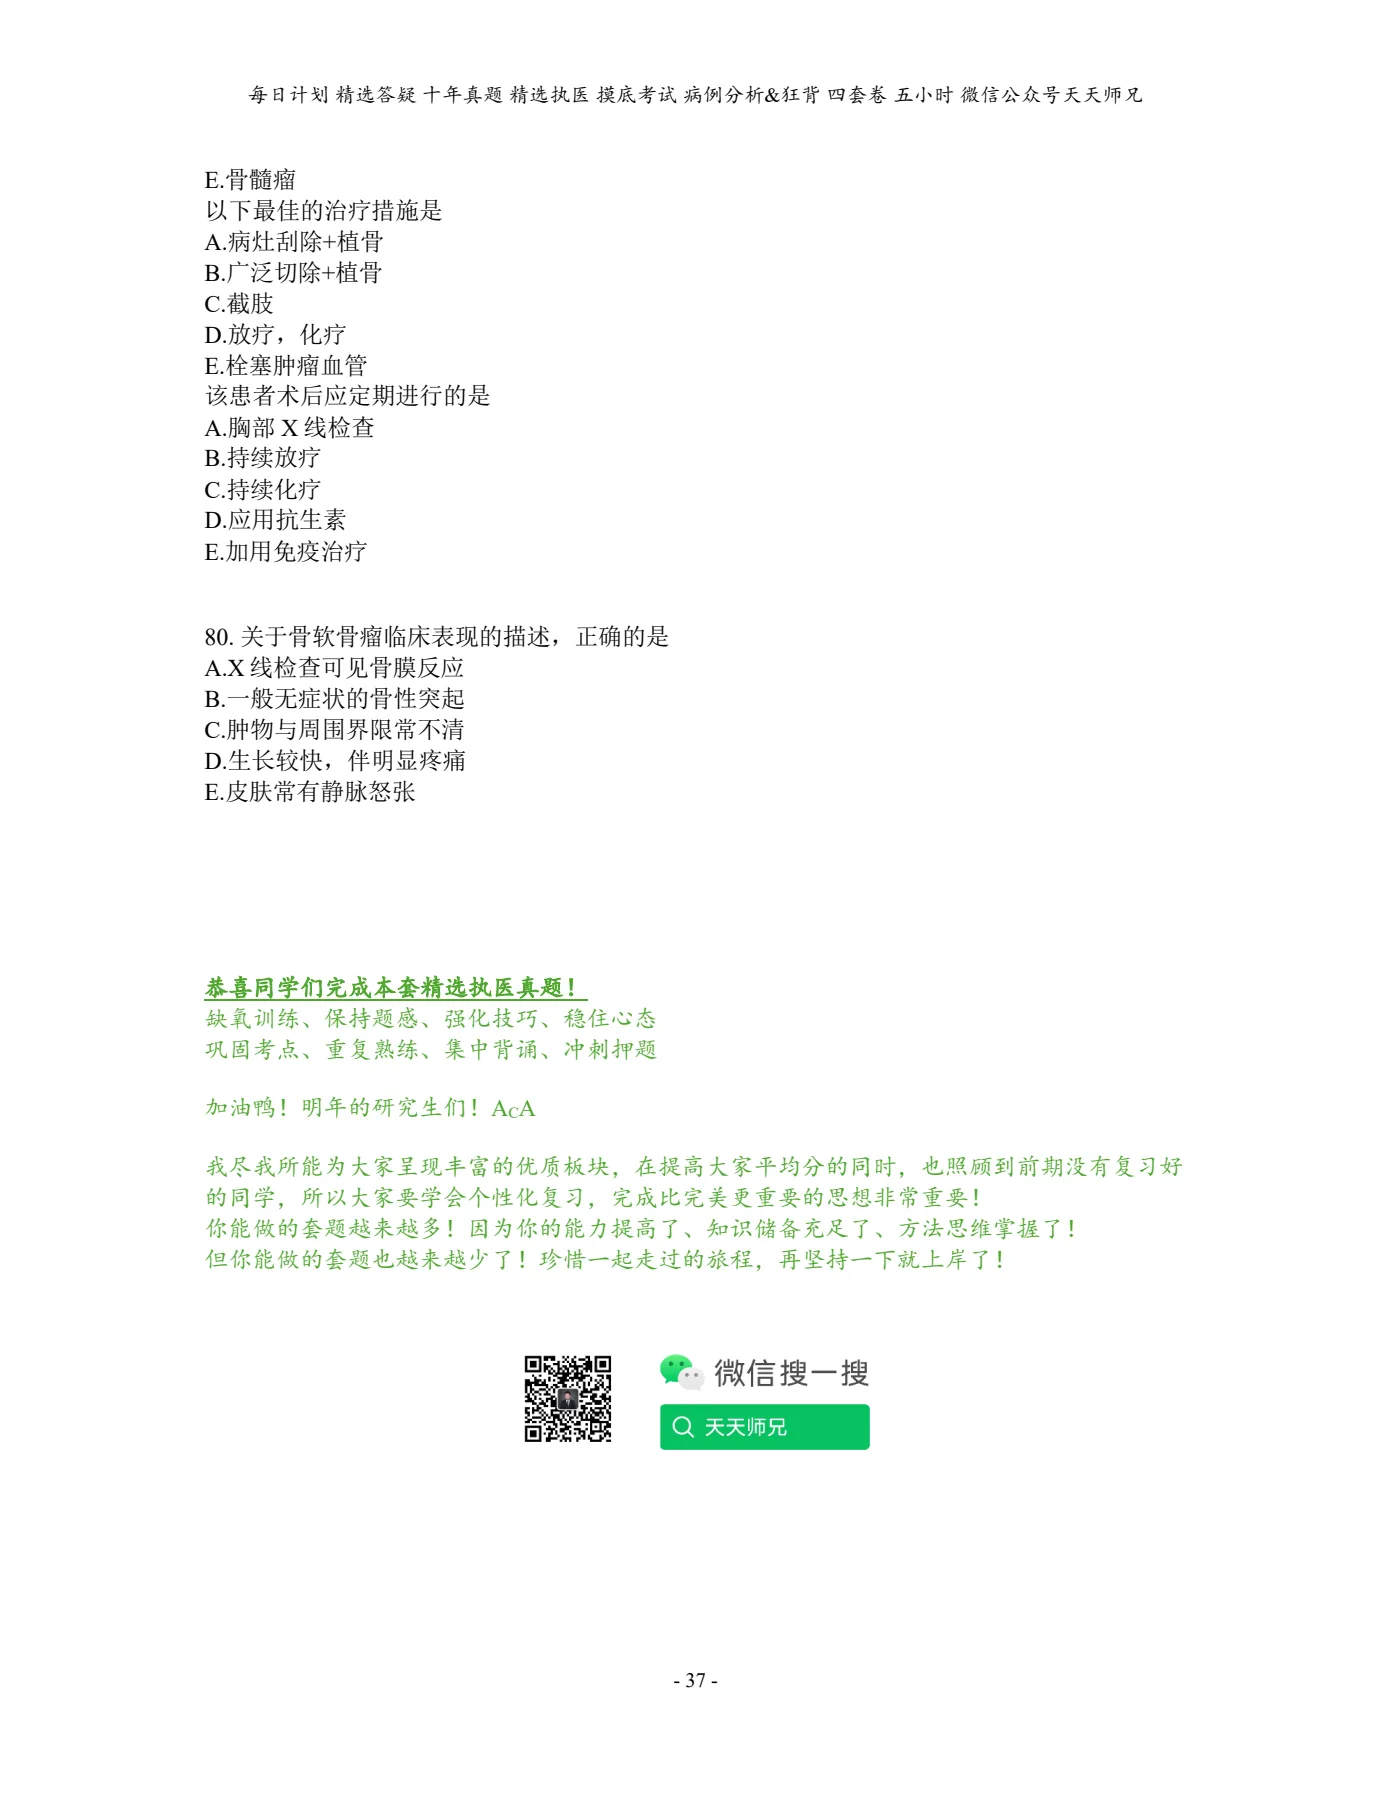 每日计划 精选答疑 十年真题 精选执医 摸底考试 病例分析&狂背 四套卷 五小时 微信公众号天天师兄
E.骨髓瘤
以下最佳的治疗措施是
A.病灶刮除+植骨
B.广泛切除+植骨
C.截肢
D.放疗，化疗
E.栓塞肿瘤血管
该患者术后应定期进行的是
A.胸部 X 线检查
B.持续放疗
C.持续化疗
D.应用抗生素
E.加用免疫治疗
80. 关于骨软骨瘤临床表现的描述，正确的是
A.X 线检查可见骨膜反应
B.一般无症状的骨性突起
C.肿物与周围界限常不清
D.生长较快，伴明显疼痛
E.皮肤常有静脉怒张
恭喜同学们完成本套精选执医真题！
缺氧训练、保持题感、强化技巧、稳住心态
巩固考点、重复熟练、集中背诵、冲刺押题
加油鸭！明年的研究生们！ACA
我尽我所能为大家呈现丰富的优质板块，在提高大家平均分的同时，也照顾到前期没有复习好
的同学，所以大家要学会个性化复习，完成比完美更重要的思想非常重要！
你能做的套题越来越多！因为你的能力提高了、知识储备充足了、方法思维掌握了！
但你能做的套题也越来越少了！珍惜一起走过的旅程，再坚持一下就上岸了！
微信搜一搜
天天师兄
- 37 -